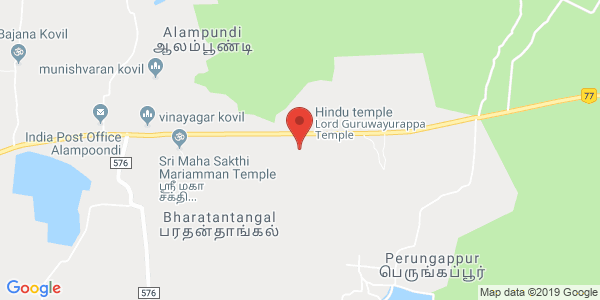 Alampundi
ஆலம்பூண்டி
Bajana Kovil
munishvaran kovil
77
vinayagar kovil
Hindu temple
Lord Guruwayurappa
Temple
India Post Office
Alampoondi
576
Sri Maha Sakthi
Mariamman Temple
ஸ்ரீ மகா
சக்தி...
Bharatantangal
பரதன்தாங்கல்
Perungappur
பெருங்கப்பூர்
576
Google
Map data ©2019 Google